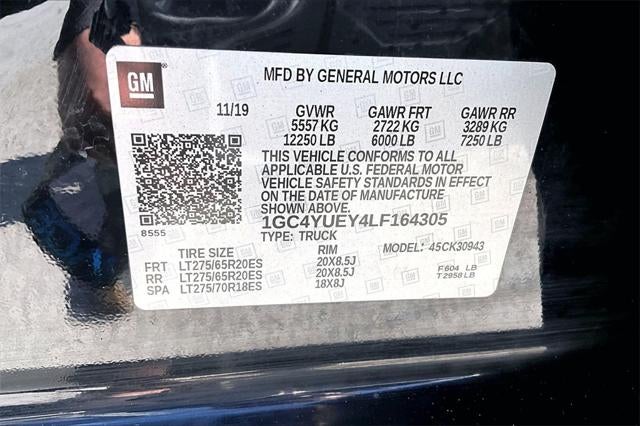 GM
MFD BY GENERAL MOTORS LLC
11/19 GVWR GAWR FRT GAWR RR
5557 KG 2722 KG 3289 KG
12250 LB 6000 LB 7250 LB
THIS VEHICLE CONFORMS TO ALL
APPLICABLE U.S. FEDERAL MOTOR
VEHICLE SAFETY STANDARDS IN EFFECT
ON THE DATE OF MANUFACTURE
SHOWN ABOVE.
8555
1GC4YUEY4LF164305
TYPE: TRUCK MODEL: 45CK30943
TIRE SIZE RIM
FRT LT275/65R20ES 20X8.5J
RR LT275/65R20ES 20X8.5J
SPA LT275/70R18ES 18X8J
F604 LB
T2958LB